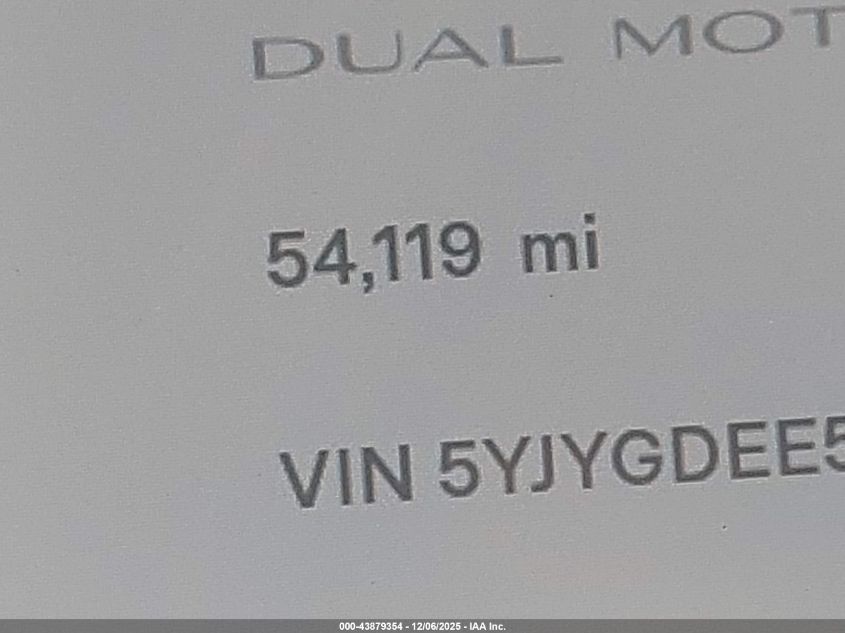 DUAL MOT
54,119 mi
VIN 5YJYGDEE5
000-43879354 - 12/06/2025 - IAA Inc.